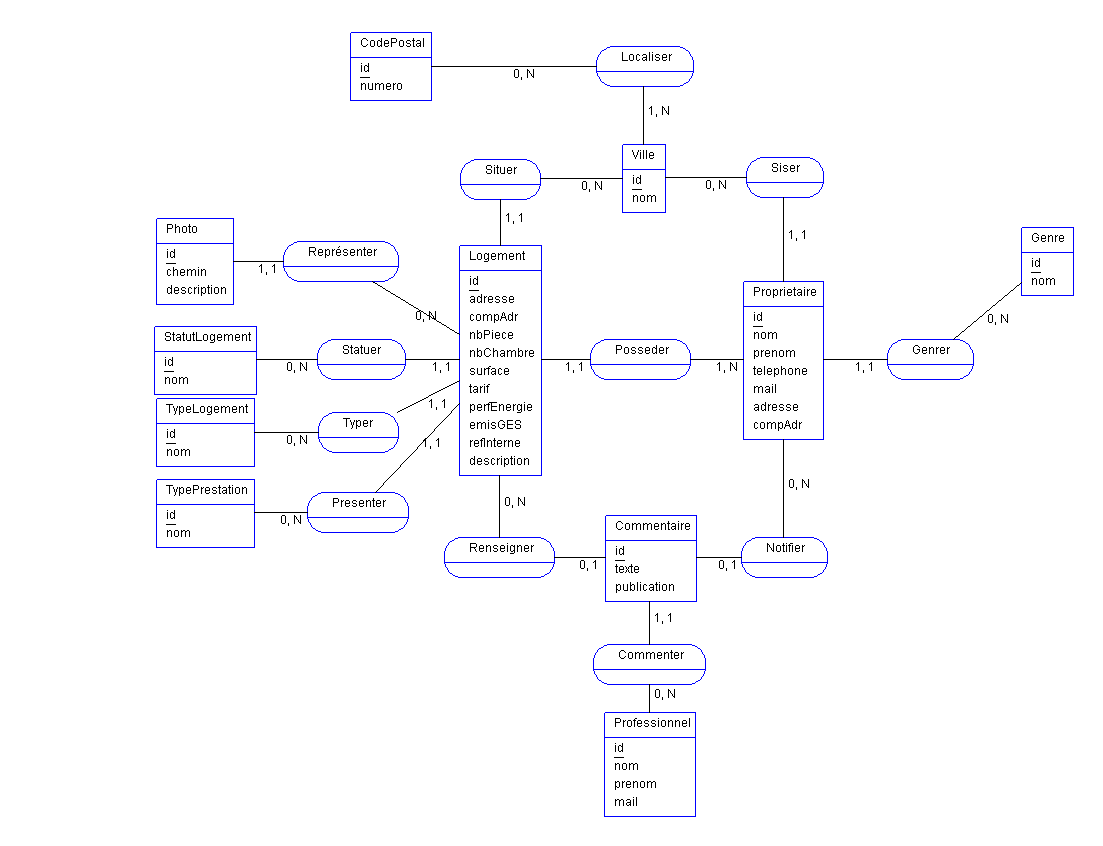 CodePostal
id
numero
0, N
Localiser
1, N
Ville
id
nom
Situer
0, N
0, N
Siser
1, 1
1, 1
Photo
id
chemin
description
1, 1
Représenter
0, N
Logement
id
adresse
compAdr
nbPiece
nbChambre
surface
tarif
perfEnergie
emisGES
refInterne
description
Proprietaire
id
nom
prenom
telephone
mail
adresse
compAdr
Genre
id
nom
0, N
Genrer
1, 1
StatutLogement
id
nom
0, N
Statuer
1, 1
1, 1
Posseder
1, N
TypeLogement
id
nom
0, N
Typer
1, 1
TypePrestation
id
nom
0, N
Presenter
1, 1
0, N
0, N
Renseigner
0, 1
Commentaire
id
texte
publication
0, 1
Notifier
1, 1
Commenter
0, N
Professionnel
id
nom
prenom
mail